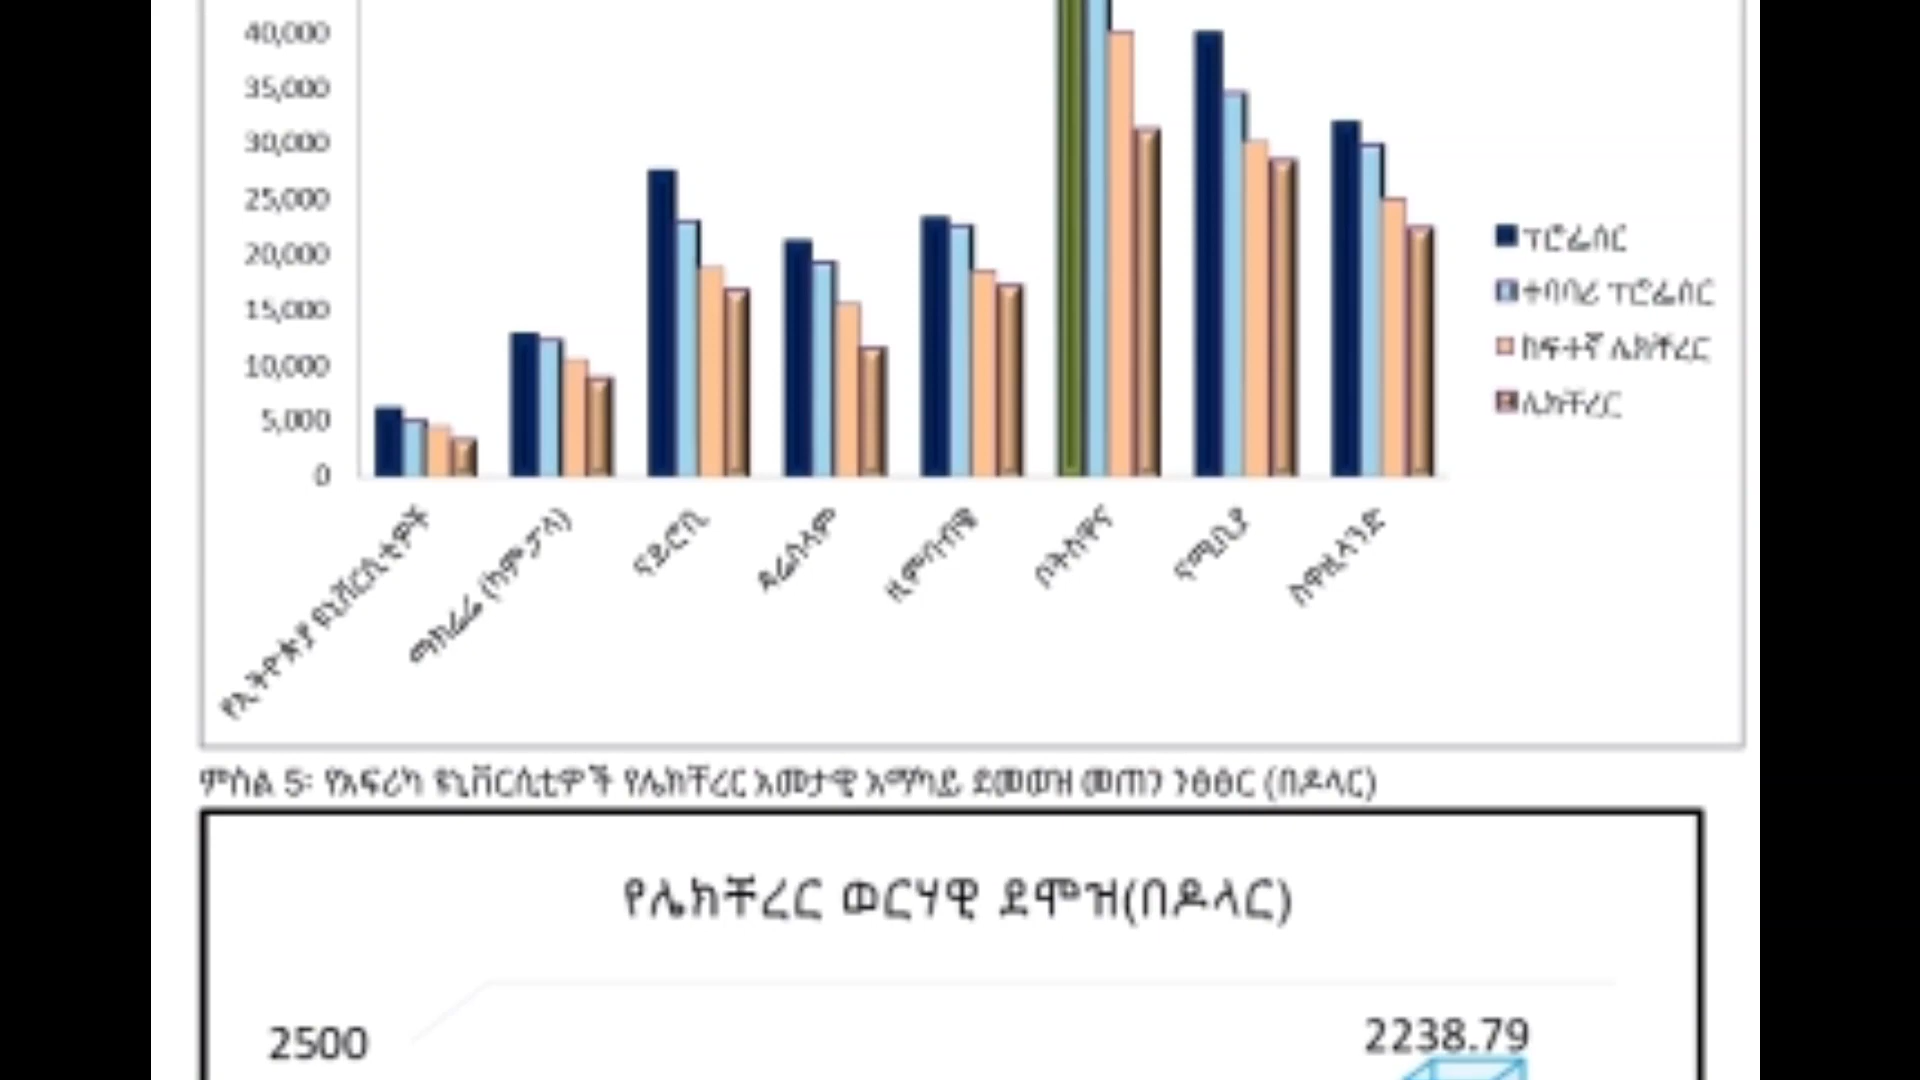 40,000
35,000
30,000
25,000
20,000
15,000
10,000
5,000
0
ፕሮፌሰር
ተባባሪ ፕሮፌሰር
ከፍተኛ ሌክቸረር
ሌክቸረር
የኢትዮጵያ ዩኒቨርሲቲዎች
ማከሬሬ (ካምፓላ)
ናይሮቢ
ዳሬሰላም
ዚምባብዌ
ቦትስዋና
ናሚቢያ
ስዋዚላንድ
ምስል 5፡ የአፍሪካ ዩኒቨርሲቲዎች የሌክቸረር አመታዊ አማካይ ደመወዝ መጠን ንፅፅር (በዶላር)
የሌክቸረር ወርሃዊ ደሞዝ(በዶላር)
2500
2238.79